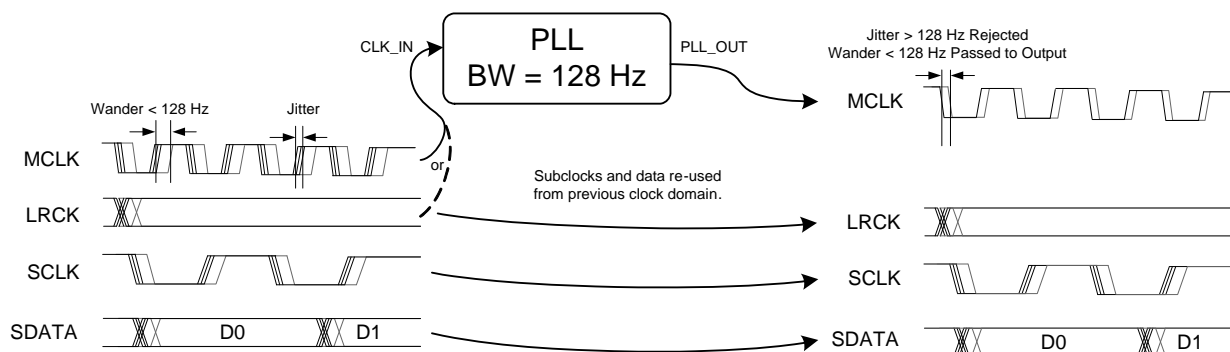 CLK_IN
PLL
BW = 128 Hz
PLL_OUT
Jitter > 128 Hz Rejected
Wander < 128 Hz Passed to Output
MCLK
Wander < 128 Hz
Jitter
MCLK
or
LRCK
Subclocks and data re-used
from previous clock domain.
LRCK
SCLK
SCLK
SDATA
D0
D1
SDATA
D0
D1